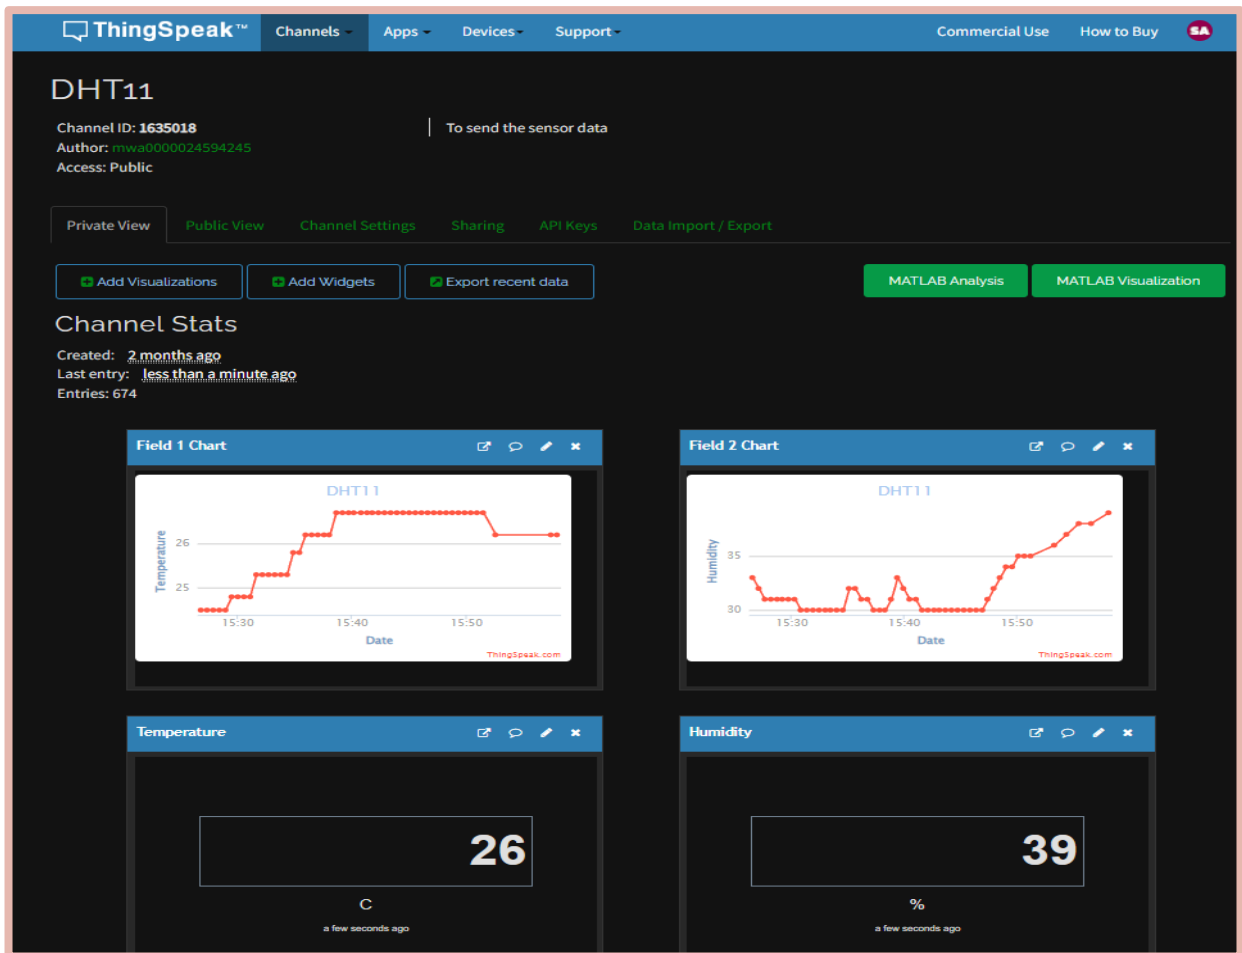 ThingSpeak™ Channels Apps Devices Support Commercial Use How to Buy SA
DHT11
Channel ID: 1635018
Author: mwa0000024594245
Access: Public
To send the sensor data
Private View Public View Channel Settings Sharing API Keys Data Import / Export
Add Visualizations Add Widgets Export recent data MATLAB Analysis MATLAB Visualization
Channel Stats
Created: 2 months ago
Last entry: less than a minute ago
Entries: 674
Field 1 Chart
DHT11
Temperature
26
25
15:30 15:40 15:50
Date
ThingSpeak.com
Field 2 Chart
DHT11
Humidity
35
30
15:30 15:40 15:50
Date
ThingSpeak.com
Temperature
26
C
a few seconds ago
Humidity
39
%
a few seconds ago